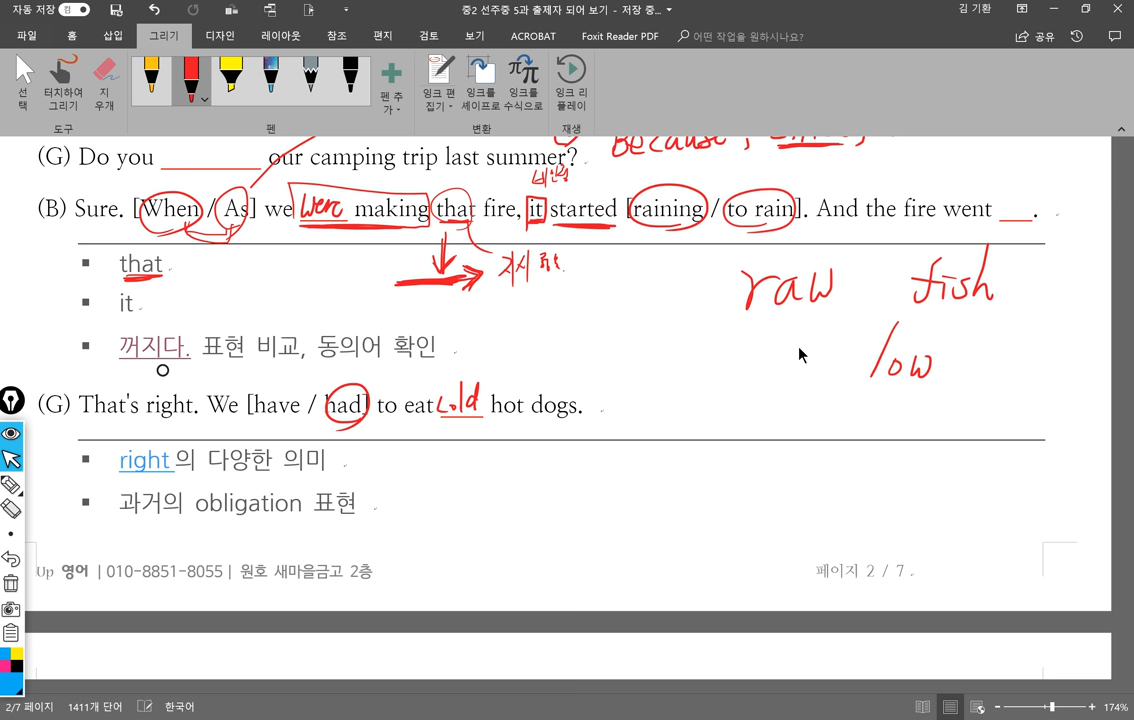 자동 저장 컴 중2 선주중 5과 출제자 되어 보기 - 저장 중... 김 기환
파일 홈 삽입 그리기 디자인 레이아웃 참조 편지 검토 보기 ACROBAT Foxit Reader PDF 어떤 작업을 원하시나요? 공유
선택 터치하여 그리기 지우개 펜 추가 잉크 편집기 잉크를 셰이프로 잉크를 수식으로 잉크 리플레이
도구 펜 변환 재생
Because,
(G) Do you ____ our camping trip last summer?
비인칭
(B) Sure. [When / As] we were making that fire, it started [raining / to rain]. And the fire went __.
that
raw fish
it
low
꺼지다. 표현 비교, 동의어 확인
(G) That's right. We [have / had] to eat cold hot dogs.
right의 다양한 의미
과거의 obligation 표현
Up 영어 | 010-8851-8055 | 원호 새마을금고 2층 페이지 2 / 7
2/7 페이지 1411개 단어 한국어 174%